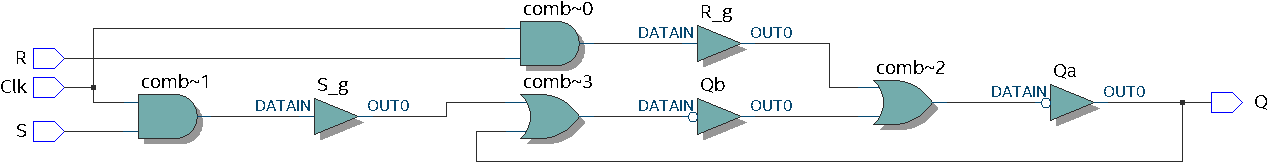 comb~0
R_g
DATAIN OUT0
R
comb~1
S_g
comb~3
Qb
comb~2
Qa
Clk
DATAIN OUT0
DATAIN OUT0
DATAIN OUT0
Q
S